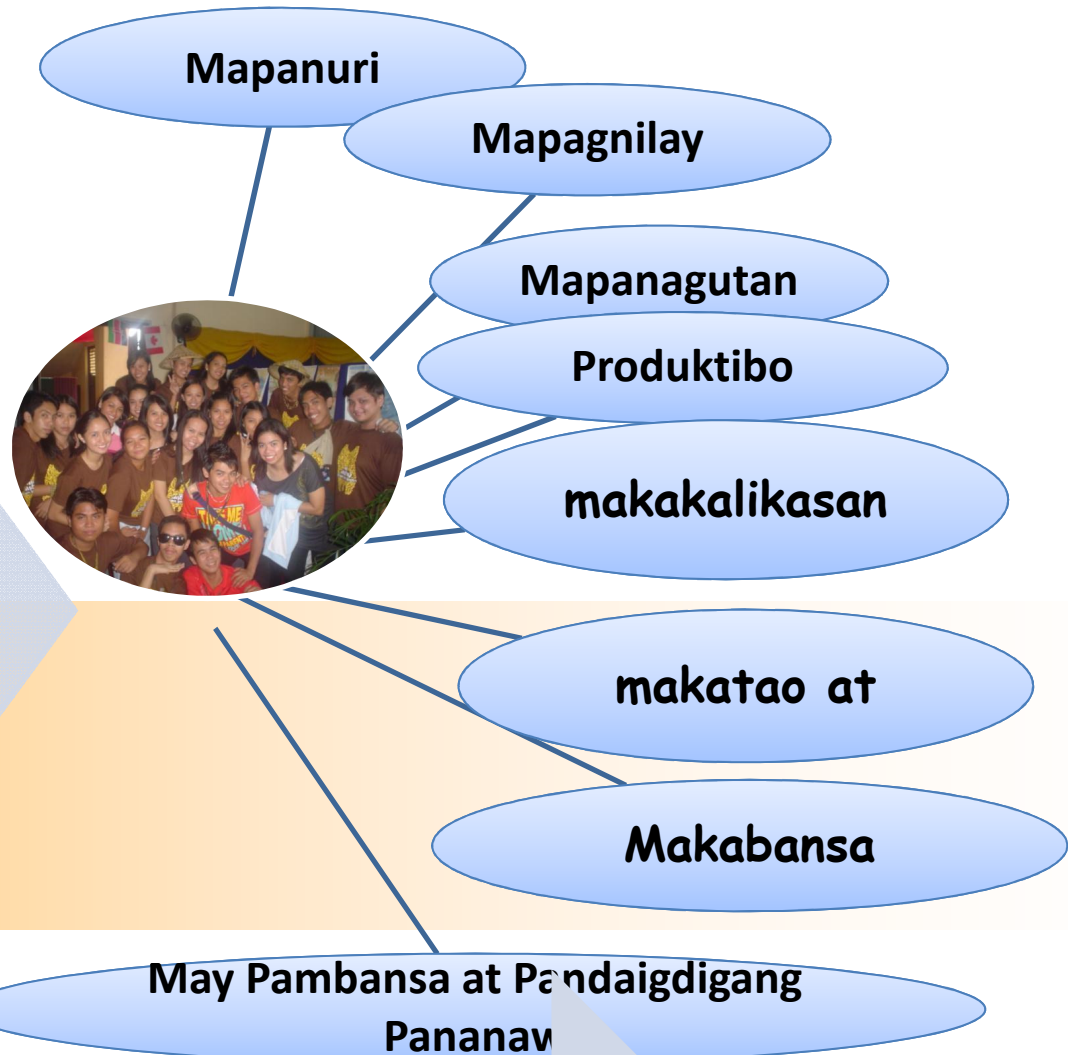 Mapanuri
Mapagnilay
Mapanagutan
Produktibo
makakalikasan
makatao at
Makabansa
May Pambansa at Pandaigdigang
Pananaw